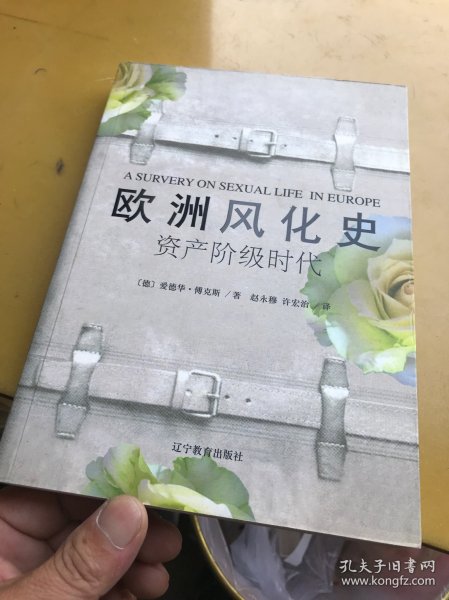 A SURVERY ON SEXUAL LIFE IN EUROPE
欧洲风化史
资产阶级时代
〔德〕爱德华·傅克斯／著 赵永穆 许宏治／译
辽宁教育出版社
孔夫子旧书网
www.kongfz.com